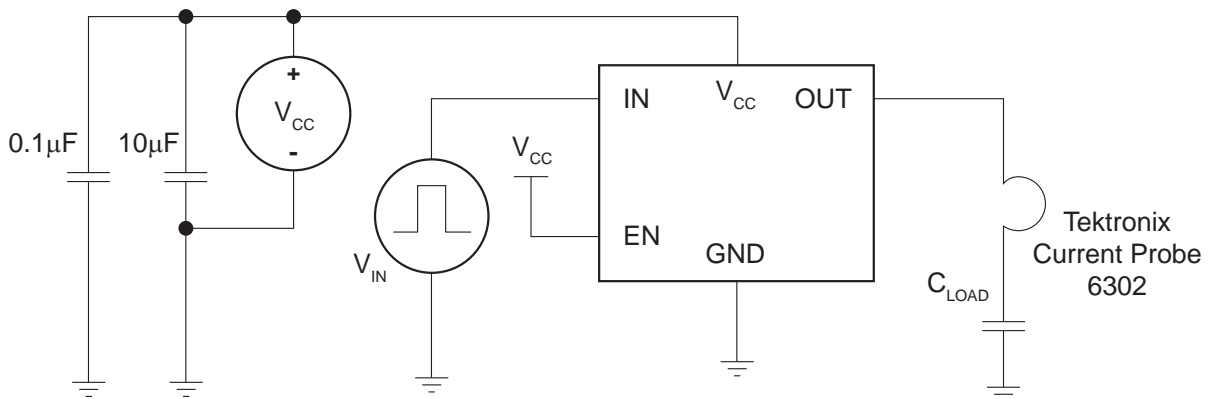 0.1μF
10μF
+
V_CC
-
V_IN
V_CC
IN
V_CC
OUT
EN
GND
C_LOAD
Tektronix
Current Probe
6302